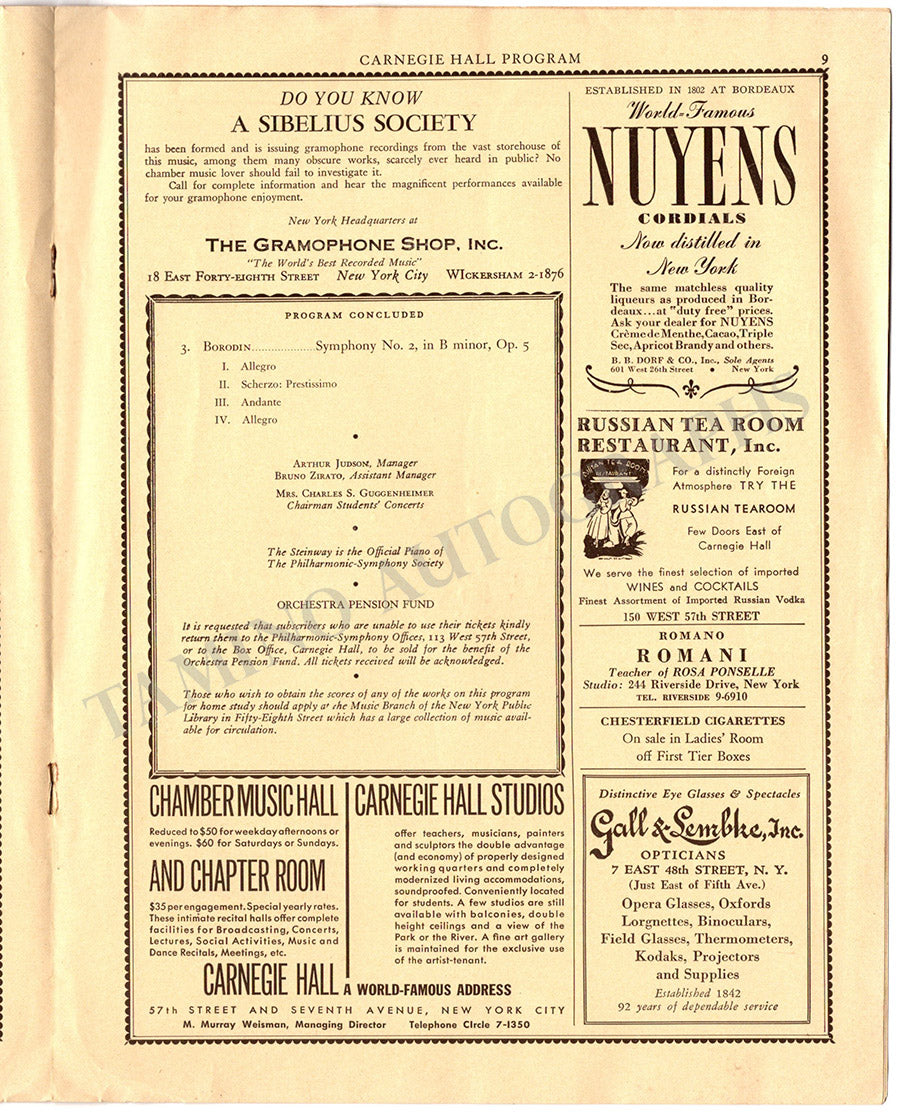 CARNEGIE HALL PROGRAM 9
DO YOU KNOW
A SIBELIUS SOCIETY
has been formed and is issuing gramophone recordings from the vast storehouse of
this music, among them many obscure works, scarcely ever heard in public? No
chamber music lover should fail to investigate it.
Call for complete information and hear the magnificent performances available
for your gramophone enjoyment.
New York Headquarters at
THE GRAMOPHONE SHOP, INC.
"The World's Best Recorded Music"
18 EAST FORTY-EIGHTH STREET New York City WICKERSHAM 2-1876
PROGRAM CONCLUDED
3. BORODIN....................Symphony No. 2, in B minor, Op. 5
I. Allegro
II. Scherzo: Prestissimo
III. Andante
IV. Allegro
ARTHUR JUDSON, Manager
BRUNO ZIRATO, Assistant Manager
MRS. CHARLES S. GUGGENHEIMER
Chairman Students' Concerts
The Steinway is the Official Piano of
The Philharmonic-Symphony Society
ORCHESTRA PENSION FUND
It is requested that subscribers who are unable to use their tickets kindly
return them to the Philharmonic-Symphony Offices, 113 West 57th Street,
or to the Box Office, Carnegie Hall, to be sold for the benefit of the
Orchestra Pension Fund. All tickets received will be acknowledged.
Those who wish to obtain the scores of any of the works on this program
for home study should apply at the Music Branch of the New York Public
Library in Fifty-Eighth Street which has a large collection of music avail-
able for circulation.
CHAMBER MUSIC HALL
Reduced to $50 for weekday afternoons or
evenings. $60 for Saturdays or Sundays.
AND CHAPTER ROOM
$35 per engagement. Special yearly rates.
These intimate recital halls offer complete
facilities for Broadcasting, Concerts,
Lectures, Social Activities, Music and
Dance Recitals, Meetings, etc.
CARNEGIE HALL STUDIOS
offer teachers, musicians, painters
and sculptors the double advantage
(and economy) of properly designed
working quarters and completely
modernized living accommodations,
soundproofed. Conveniently located
for students. A few studios are still
available with balconies, double
height ceilings and a view of the
Park or the River. A fine art gallery
is maintained for the exclusive use
of the artist-tenant.
CARNEGIE HALL A WORLD-FAMOUS ADDRESS
57th STREET AND SEVENTH AVENUE, NEW YORK CITY
M. Murray Weisman, Managing Director Telephone CIrcle 7-1350
ESTABLISHED IN 1802 AT BORDEAUX
World-Famous
NUYENS
CORDIALS
Now distilled in
New York
The same matchless quality
liqueurs as produced in Bor-
deaux...at "duty free" prices.
Ask your dealer for NUYENS
Crème de Menthe, Cacao, Triple
Sec, Apricot Brandy and others.
B. B. DORF & CO., Inc., Sole Agents
601 West 26th Street • New York
RUSSIAN TEA ROOM
RESTAURANT, Inc.
RUSSIAN TEA ROOM
RESTAURANT
For a distinctly Foreign
Atmosphere TRY THE
RUSSIAN TEAROOM
Few Doors East of
Carnegie Hall
We serve the finest selection of imported
WINES and COCKTAILS
Finest Assortment of Imported Russian Vodka
150 WEST 57th STREET
ROMANO
ROMANI
Teacher of ROSA PONSELLE
Studio: 244 Riverside Drive, New York
TEL. RIVERSIDE 9-6910
CHESTERFIELD CIGARETTES
On sale in Ladies' Room
off First Tier Boxes
Distinctive Eye Glasses & Spectacles
Gall & Lembke, Inc.
OPTICIANS
7 EAST 48th STREET, N. Y.
(Just East of Fifth Ave.)
Opera Glasses, Oxfords
Lorgnettes, Binoculars,
Field Glasses, Thermometers,
Kodaks, Projectors
and Supplies
Established 1842
92 years of dependable service
TAMINO AUTOGRAPHS